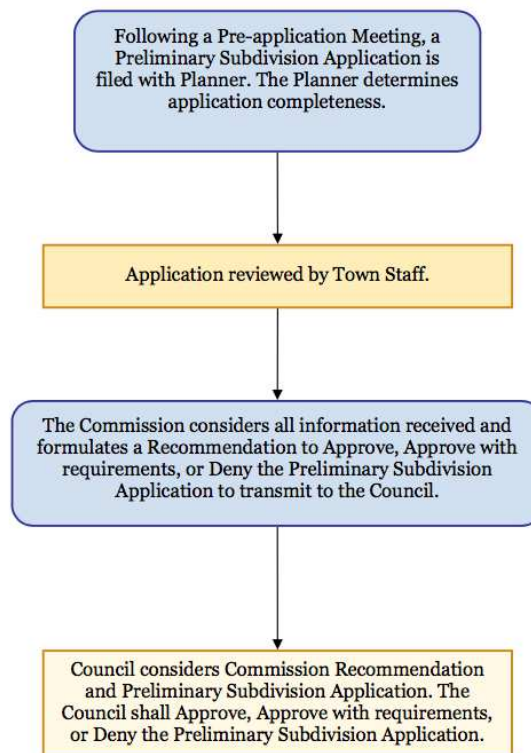 Following a Pre-application Meeting, a
Preliminary Subdivision Application is
filed with Planner. The Planner determines
application completeness.
Application reviewed by Town Staff.
The Commission considers all information received and
formulates a Recommendation to Approve, Approve with
requirements, or Deny the Preliminary Subdivision
Application to transmit to the Council.
Council considers Commission Recommendation
and Preliminary Subdivision Application. The
Council shall Approve, Approve with requirements,
or Deny the Preliminary Subdivision Application.